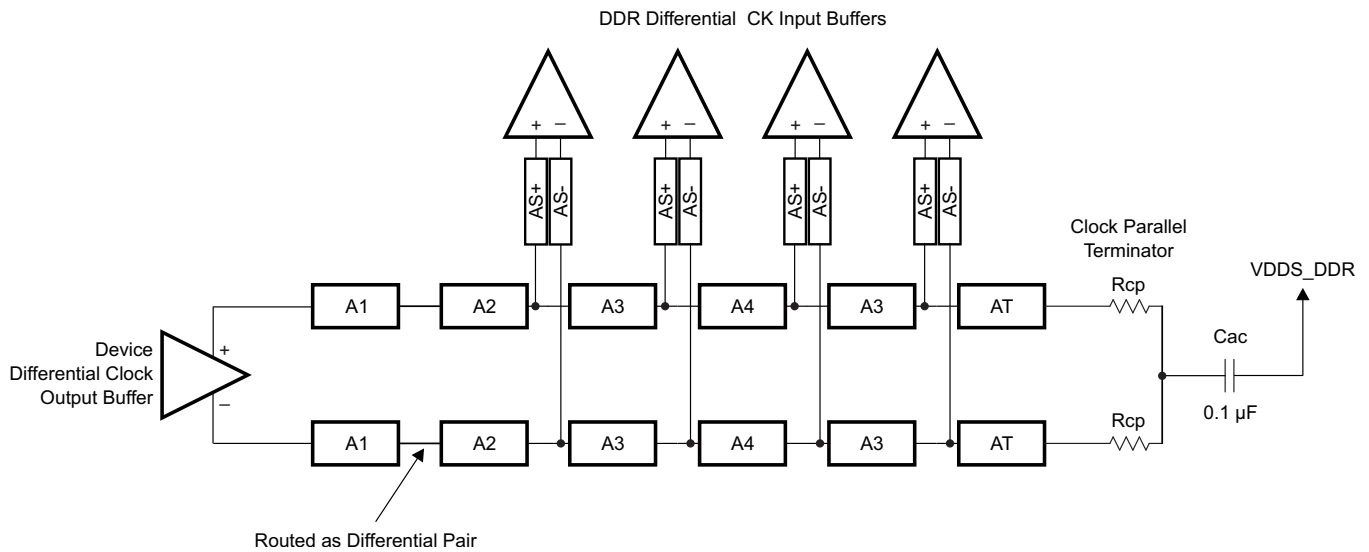 DDR Differential CK Input Buffers
+ − + − + − + −
AS+ AS- AS+ AS- AS+ AS- AS+ AS-
Clock Parallel
Terminator
VDDS_DDR
Rcp
A1 A2 A3 A4 A3 AT
Cac
Device
Differential Clock
Output Buffer
+
−
0.1 µF
Rcp
A1 A2 A3 A4 A3 AT
Routed as Differential Pair